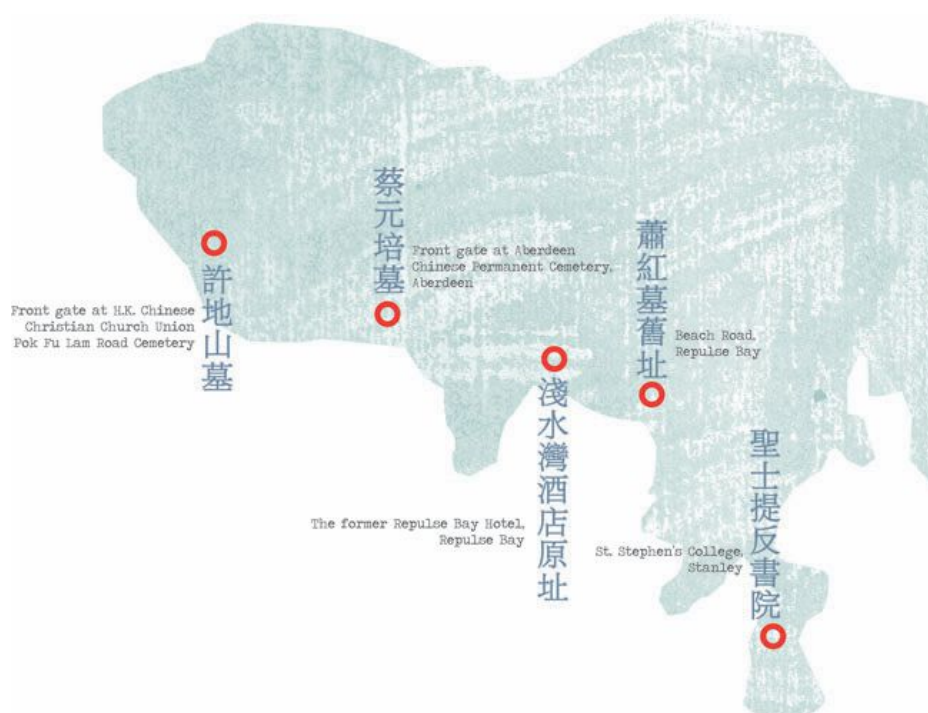 許地山墓
Front gate at H.K. Chinese
Christian Church Union
Pok Fu Lam Road Cemetery
蔡元培墓
Front gate at Aberdeen
Chinese Permanent Cemetery,
Aberdeen
淺水灣酒店原址
The former Repulse Bay Hotel,
Repulse Bay
蕭紅墓舊址
Beach Road,
Repulse Bay
聖士提反書院
St. Stephen's College,
Stanley